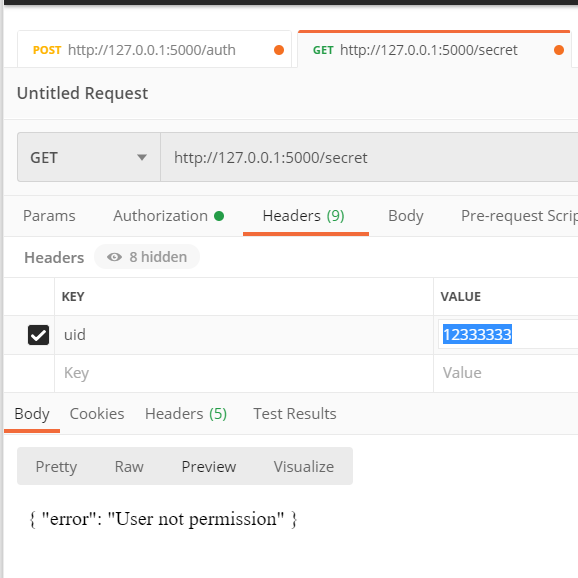 POST http://127.0.0.1:5000/auth GET http://127.0.0.1:5000/secret
Untitled Request
GET http://127.0.0.1:5000/secret
Params Authorization Headers (9) Body Pre-request Scrip
Headers 8 hidden
KEY VALUE
uid 12333333
Key Value
Body Cookies Headers (5) Test Results
Pretty Raw Preview Visualize
{ "error": "User not permission" }